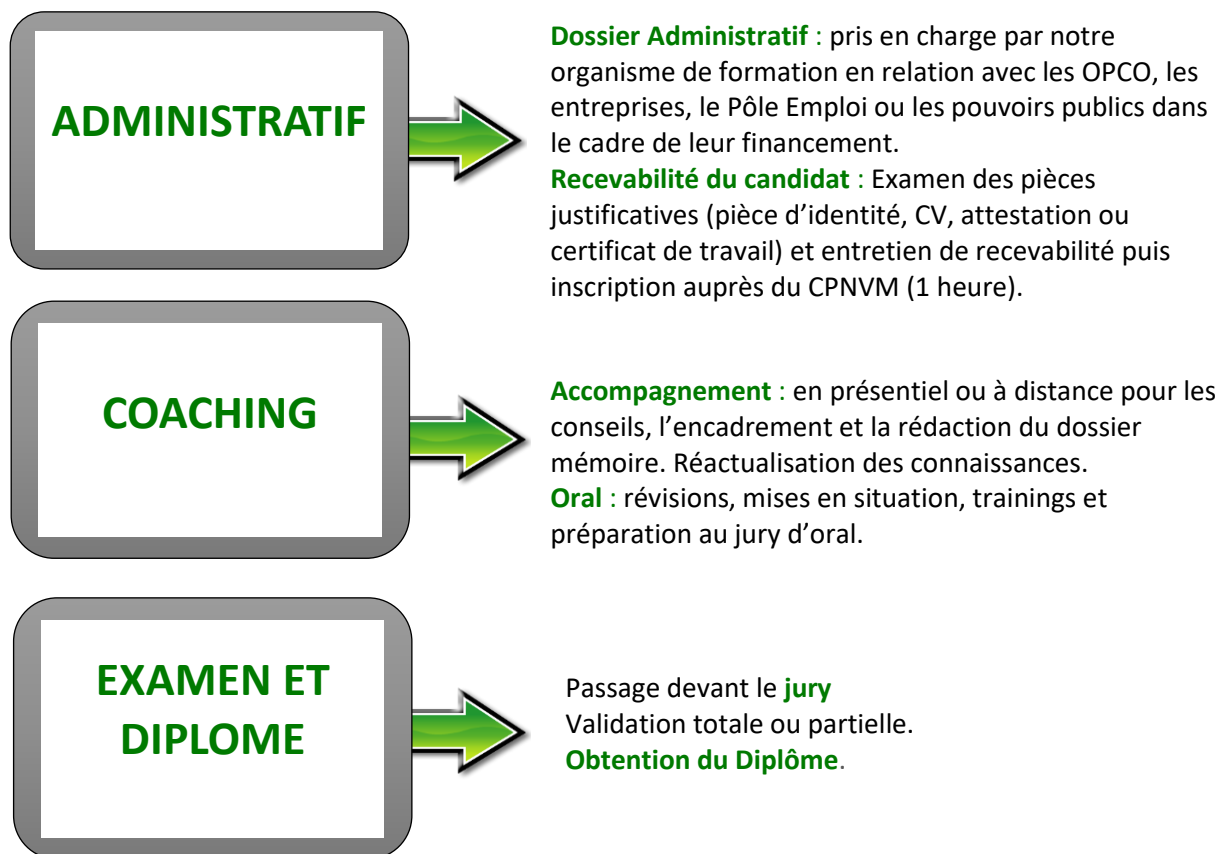 ADMINISTRATIF
Dossier Administratif : pris en charge par notre
organisme de formation en relation avec les OPCO, les
entreprises, le Pôle Emploi ou les pouvoirs publics dans
le cadre de leur financement.
Recevabilité du candidat : Examen des pièces
justificatives (pièce d’identité, CV, attestation ou
certificat de travail) et entretien de recevabilité puis
inscription auprès du CPNVM (1 heure).
COACHING
Accompagnement : en présentiel ou à distance pour les
conseils, l’encadrement et la rédaction du dossier
mémoire. Réactualisation des connaissances.
Oral : révisions, mises en situation, trainings et
préparation au jury d’oral.
EXAMEN ET
DIPLOME
Passage devant le jury
Validation totale ou partielle.
Obtention du Diplôme.